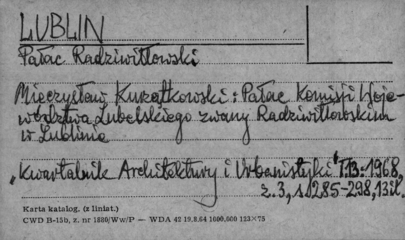 LUBLIN
Pałac Radziwiłłowski
Mieczysław Kurzątkowski: Pałac Komisji Woje-
wództwa Lubelskiego zwany Radziwiłłowskim
w Lublinie
„Kwartalnik Architektury i Urbanistyki" T.13: 1968,
z. 3, s. 285-298, 13 il.
Karta katalog. (z liniat.)
CWD B-15b, z. nr 1880/Ww/P — WDA 42 19.8.64 1600.000 123×75